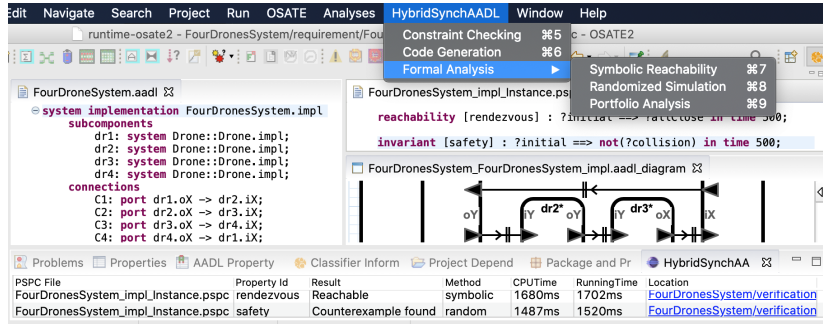 Edit Navigate Search Project Run OSATE Analyses HybridSynchAADL Window Help
runtime-osate2 - FourDronesSystem/requirement/Fou
c - OSATE2
Constraint Checking ⌘5
Code Generation ⌘6
Formal Analysis ▶
Symbolic Reachability ⌘7
Randomized Simulation ⌘8
Portfolio Analysis ⌘9
FourDroneSystem.aadl
system implementation FourDronesSystem.impl
subcomponents
dr1: system Drone::Drone.impl;
dr2: system Drone::Drone.impl;
dr3: system Drone::Drone.impl;
dr4: system Drone::Drone.impl;
connections
C1: port dr1.oX -> dr2.iX;
C2: port dr2.oX -> dr3.iX;
C3: port dr3.oX -> dr4.iX;
C4: port dr4.oX -> dr1.iX;
FourDronesSystem_impl_Instance.psp
reachability [rendezvous] : ?initial ==> ?allClose in time 500;
invariant [safety] : ?initial ==> not(?collision) in time 500;
FourDronesSystem_FourDronesSystem_impl.aadl_diagram
oY iY dr2* oY iY dr3* oX iX
Problems Properties AADL Property Classifier Inform Project Depend Package and Pr HybridSynchAA
PSPC File Property Id Result Method CPUTime RunningTime Location
FourDronesSystem_impl_Instance.pspc rendezvous Reachable symbolic 1680ms 1702ms FourDronesSystem/verification
FourDronesSystem_impl_Instance.pspc safety Counterexample found random 1487ms 1520ms FourDronesSystem/verification